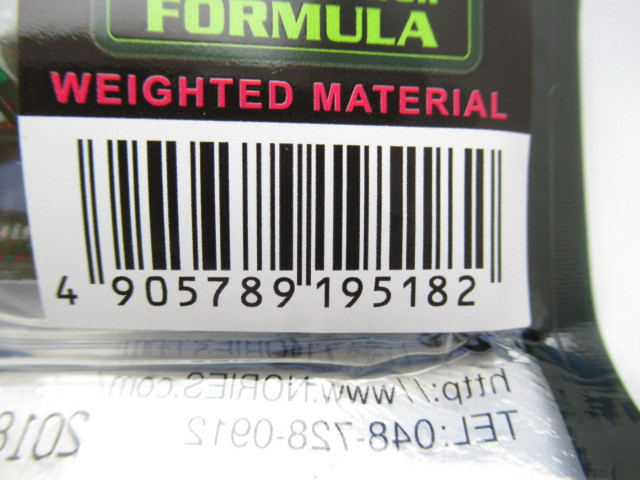 FORMULA
WEIGHTED MATERIAL
4 905789 195182
http://www.NORIES.com/
TEL:048-728-0912
2018